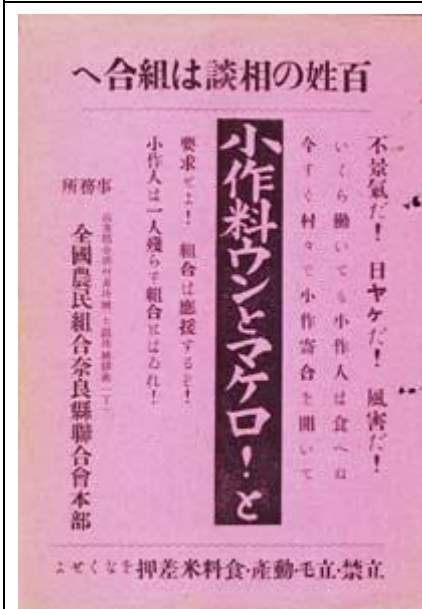 百姓の相談は組合へ
不景氣だ! 日ヤケだ! 風害だ!
いくら働いても小作人は食へぬ
今すぐ村々で小作寄合を開いて
小作料ウンとマケロ!と
要求せよ! 組合は應援するぞ!
小作人は一人殘らず組合にはいれ!
事務所
全國農民組合奈良縣聯合會本部
立禁・立毛・動産・食料米差押をなくせよ